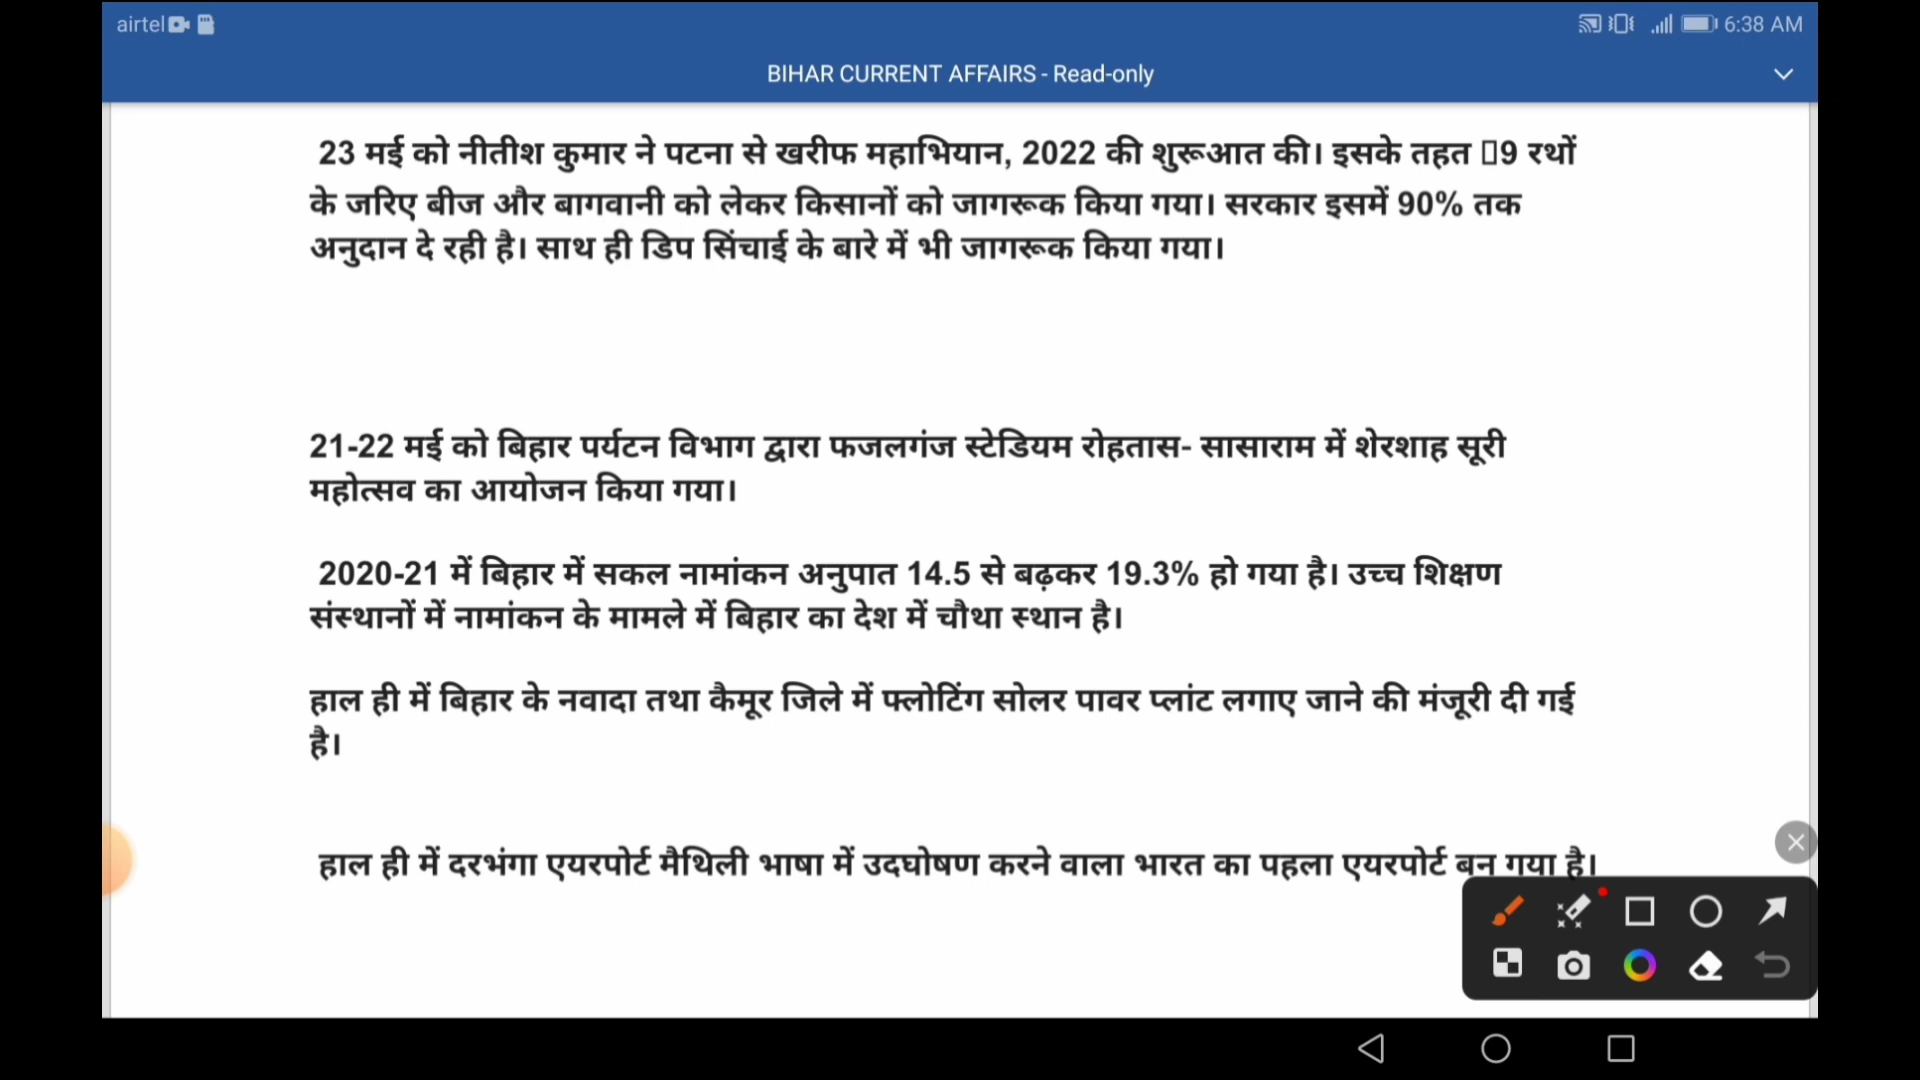 airtel
6:38 AM
BIHAR CURRENT AFFAIRS - Read-only
23 मई को नीतीश कुमार ने पटना से खरीफ महाभियान, 2022 की शुरूआत की। इसके तहत 9 रथों
के जरिए बीज और बागवानी को लेकर किसानों को जागरूक किया गया। सरकार इसमें 90% तक
अनुदान दे रही है। साथ ही डिप सिंचाई के बारे में भी जागरूक किया गया।
21-22 मई को बिहार पर्यटन विभाग द्वारा फजलगंज स्टेडियम रोहतास- सासाराम में शेरशाह सूरी
महोत्सव का आयोजन किया गया।
2020-21 में बिहार में सकल नामांकन अनुपात 14.5 से बढ़कर 19.3% हो गया है। उच्च शिक्षण
संस्थानों में नामांकन के मामले में बिहार का देश में चौथा स्थान है।
हाल ही में बिहार के नवादा तथा कैमूर जिले में फ्लोटिंग सोलर पावर प्लांट लगाए जाने की मंजूरी दी गई
है।
हाल ही में दरभंगा एयरपोर्ट मैथिली भाषा में उदघोषण करने वाला भारत का पहला एयरपोर्ट बन गया है।